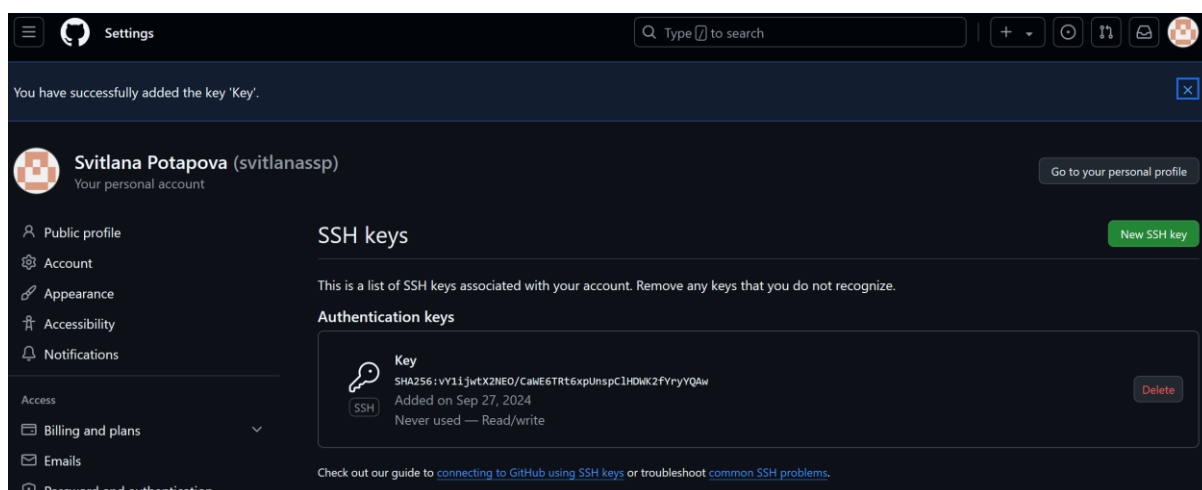 Settings
Type / to search
You have successfully added the key 'Key'.
Svitlana Potapova (svitlanassp)
Your personal account
Go to your personal profile
Public profile
Account
Appearance
Accessibility
Notifications
Access
Billing and plans
Emails
Password and authentication
SSH keys
New SSH key
This is a list of SSH keys associated with your account. Remove any keys that you do not recognize.
Authentication keys
Key
SHA256:vY1ijwtX2NEO/CaWE6TRt6xpUnspClHDWK2fYryYQAw
SSH
Added on Sep 27, 2024
Never used — Read/write
Delete
Check out our guide to connecting to GitHub using SSH keys or troubleshoot common SSH problems.